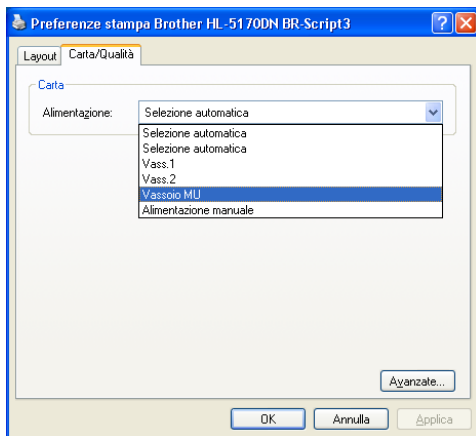 Preferenze stampa Brother HL-5170DN BR-Script3
Layout Carta/Qualità
Carta
Alimentazione: Selezione automatica
Selezione automatica
Selezione automatica
Vass.1
Vass.2
Vassoio MU
Alimentazione manuale
Avanzate...
OK Annulla Applica